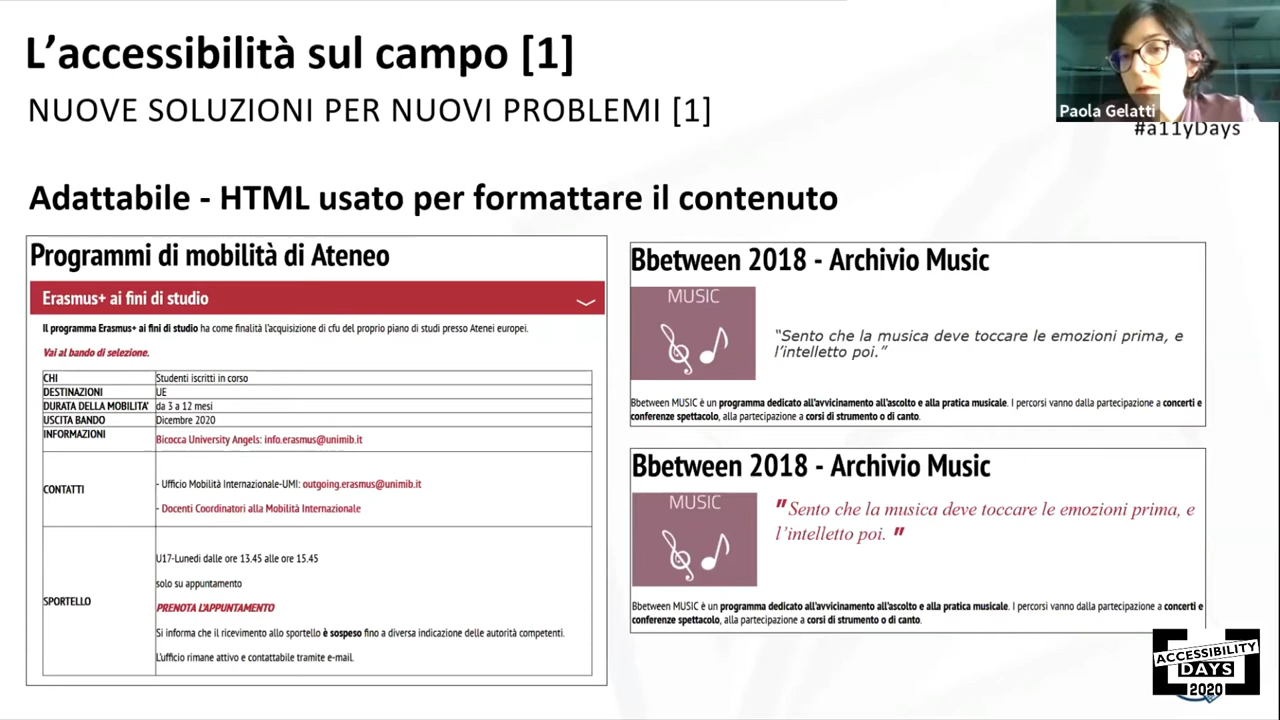 L'accessibilità sul campo [1]
NUOVE SOLUZIONI PER NUOVI PROBLEMI [1]
Paola Gelatti
#a11yDays
Adattabile - HTML usato per formattare il contenuto
Programmi di mobilità di Ateneo
Erasmus+ ai fini di studio
Il programma Erasmus+ ai fini di studio ha come finalità l'acquisizione di cfu del proprio piano di studi presso Atenei europei.
Vai al bando di selezione.
CHI Studenti iscritti in corso
DESTINAZIONI UE
DURATA DELLA MOBILITA' da 3 a 12 mesi
USCITA BANDO Dicembre 2020
INFORMAZIONI Bicocca University Angels: info.erasmus@unimib.it
CONTATTI - Ufficio Mobilità Internazionale-UMI: outgoing.erasmus@unimib.it
- Docenti Coordinatori alla Mobilità Internazionale
SPORTELLO U17-Lunedì dalle ore 13.45 alle ore 15.45
solo su appuntamento
PRENOTA L'APPUNTAMENTO
Si informa che il ricevimento allo sportello è sospeso fino a diversa indicazione delle autorità competenti.
L'ufficio rimane attivo e contattabile tramite e-mail.
Bbetween 2018 - Archivio Music
MUSIC
“Sento che la musica deve toccare le emozioni prima, e
l’intelletto poi.”
Bbetween MUSIC è un programma dedicato all'avvicinamento all'ascolto e alla pratica musicale. I percorsi vanno dalla partecipazione a concerti e
conferenze spettacolo, alla partecipazione a corsi di strumento o di canto.
Bbetween 2018 - Archivio Music
MUSIC
"Sento che la musica deve toccare le emozioni prima, e
l’intelletto poi. "
Bbetween MUSIC è un programma dedicato all'avvicinamento all'ascolto e alla pratica musicale. I percorsi vanno dalla partecipazione a concerti e
conferenze spettacolo, alla partecipazione a corsi di strumento o di canto.
ACCESSIBILITY
DAYS
2020